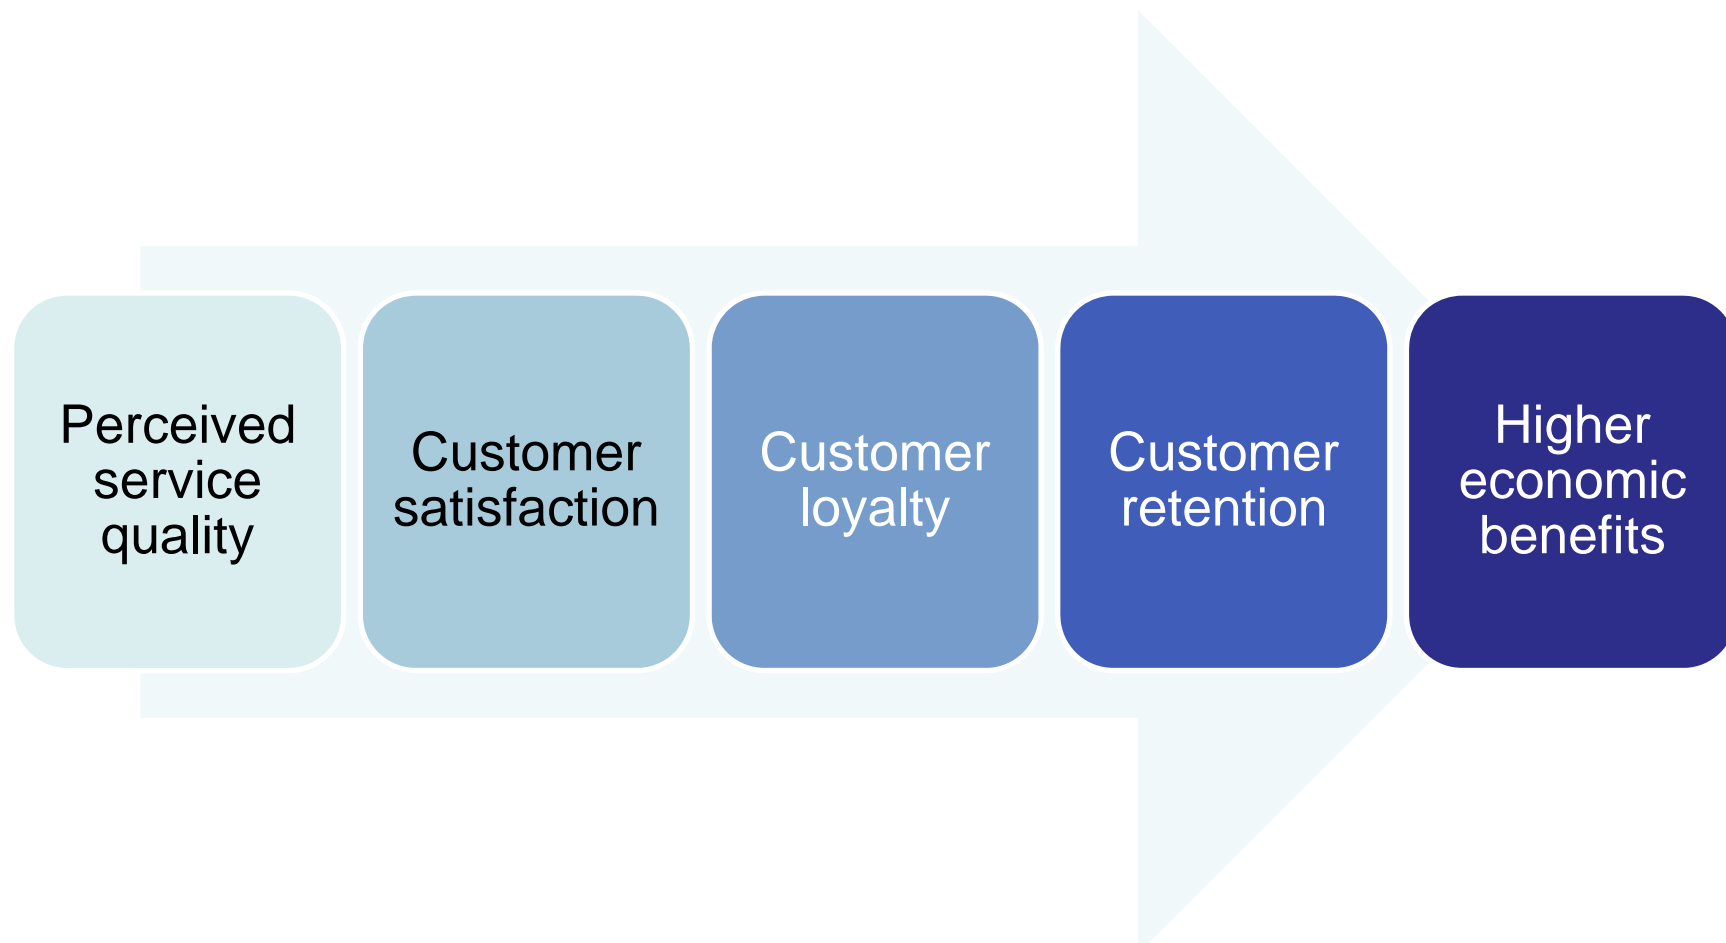 Perceived
service
quality
Customer
satisfaction
Customer
loyalty
Customer
retention
Higher
economic
benefits